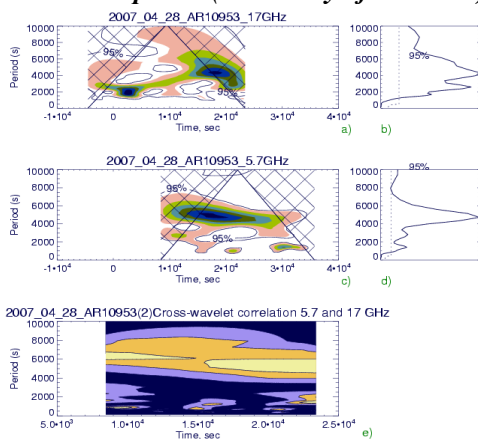 2007_04_28_AR10953_17GHz
10000
8000
6000
4000
2000
0
Period (s)
95%
95%
-1•10⁴ 0 1•10⁴ 2•10⁴ 3•10⁴ 4•10⁴
Time, sec
a)
10000
8000
6000
4000
2000
0
95%
b)
2007_04_28_AR10953_5.7GHz
10000
8000
6000
4000
2000
0
Period (s)
95%
95%
-1•10⁴ 0 1•10⁴ 2•10⁴ 3•10⁴ 4•10⁴
Time, sec
c)
95%
10000
8000
6000
4000
2000
0
d)
2007_04_28_AR10953(2)Cross-wavelet correlation 5.7 and 17 GHz
10000
8000
6000
4000
2000
0
Period (s)
5.0•10³ 1.0•10⁴ 1.5•10⁴ 2.0•10⁴ 2.5•10⁴
Time, sec
e)